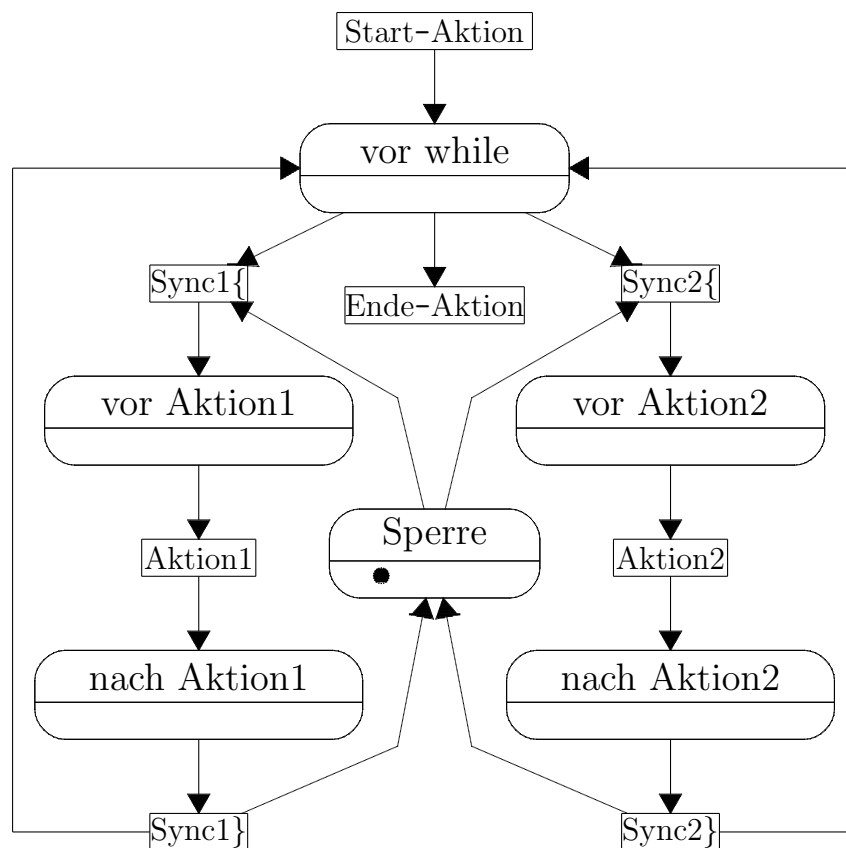 Start-Aktion
vor while
Sync1{
Sync2{
Ende-Aktion
vor Aktion1
vor Aktion2
Sperre
Aktion1
Aktion2
nach Aktion1
nach Aktion2
Sync1}
Sync2}